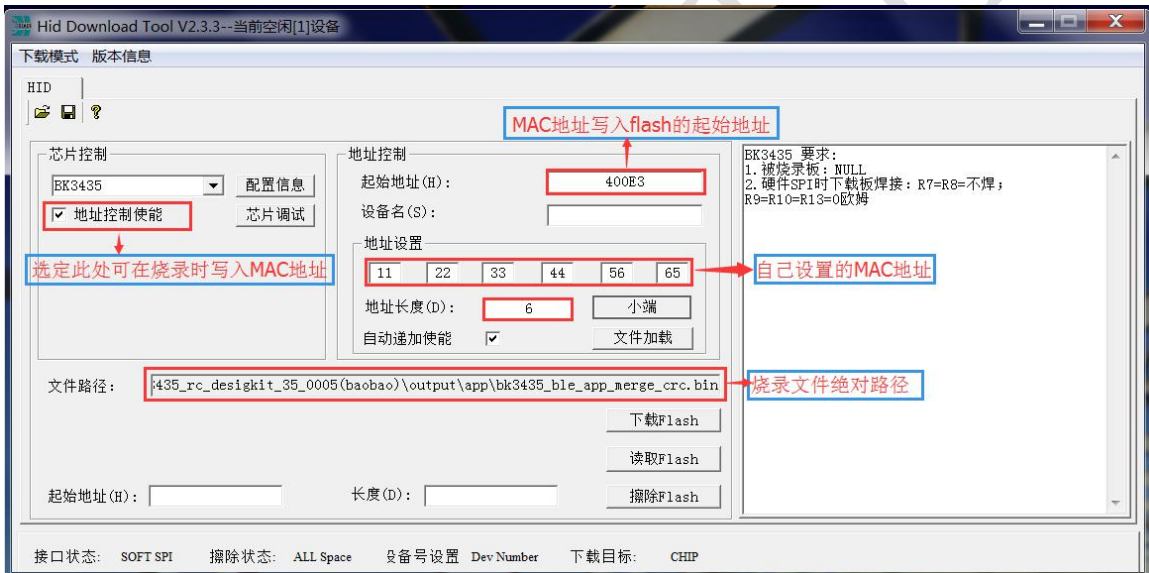 Hid Download Tool V2.3.3--当前空闲[1]设备
下载模式 版本信息
HID
MAC地址写入flash的起始地址
芯片控制
BK3435 配置信息
地址控制使能 芯片调试
选定此处可在烧录时写入MAC地址
地址控制
起始地址(H): 400E3
设备名(S):
地址设置
11 22 33 44 56 65
自己设置的MAC地址
地址长度(D): 6 小端
自动递加使能 文件加载
BK3435 要求:
1. 被烧录板: NULL
2. 硬件SPI时下载板焊接: R7=R8=不焊;
R9=R10=R13=0欧姆
文件路径: 3435_rc_desigkit_35_0005(baobao)\output\app\bk3435_ble_app_merge_crc.bin
烧录文件绝对路径
下载Flash
读取Flash
起始地址(H): 长度(D): 擦除Flash
接口状态: SOFT SPI 擦除状态: ALL Space 设备号设置 Dev Number 下载目标: CHIP